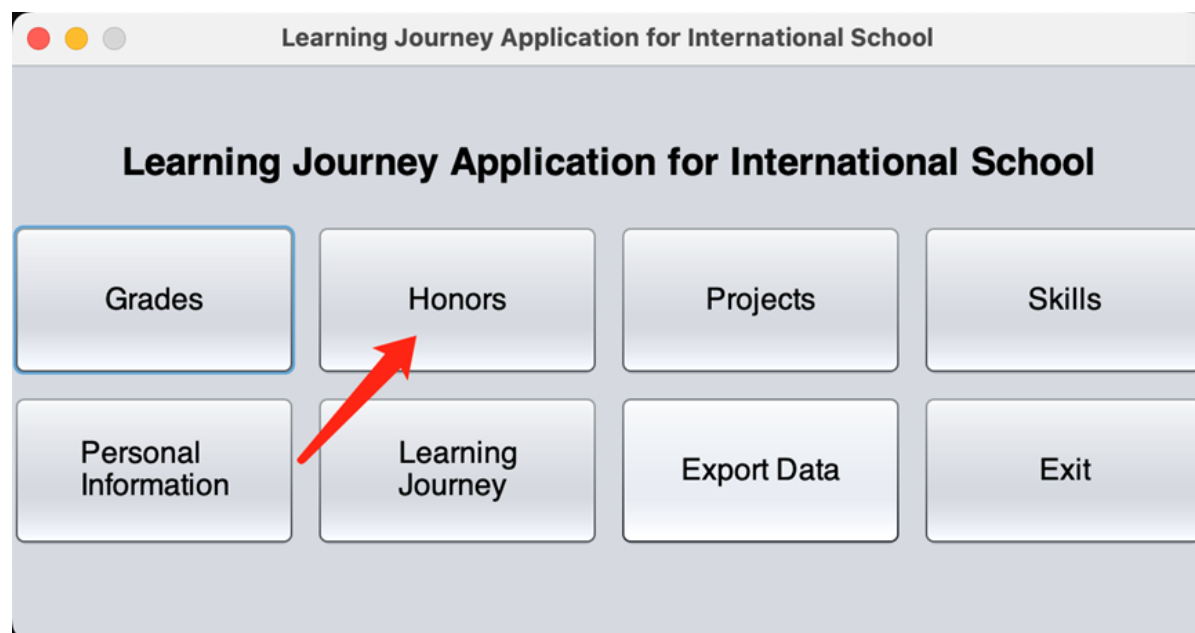 Learning Journey Application for International School
Learning Journey Application for International School
Grades
Honors
Projects
Skills
Personal
Information
Learning
Journey
Export Data
Exit